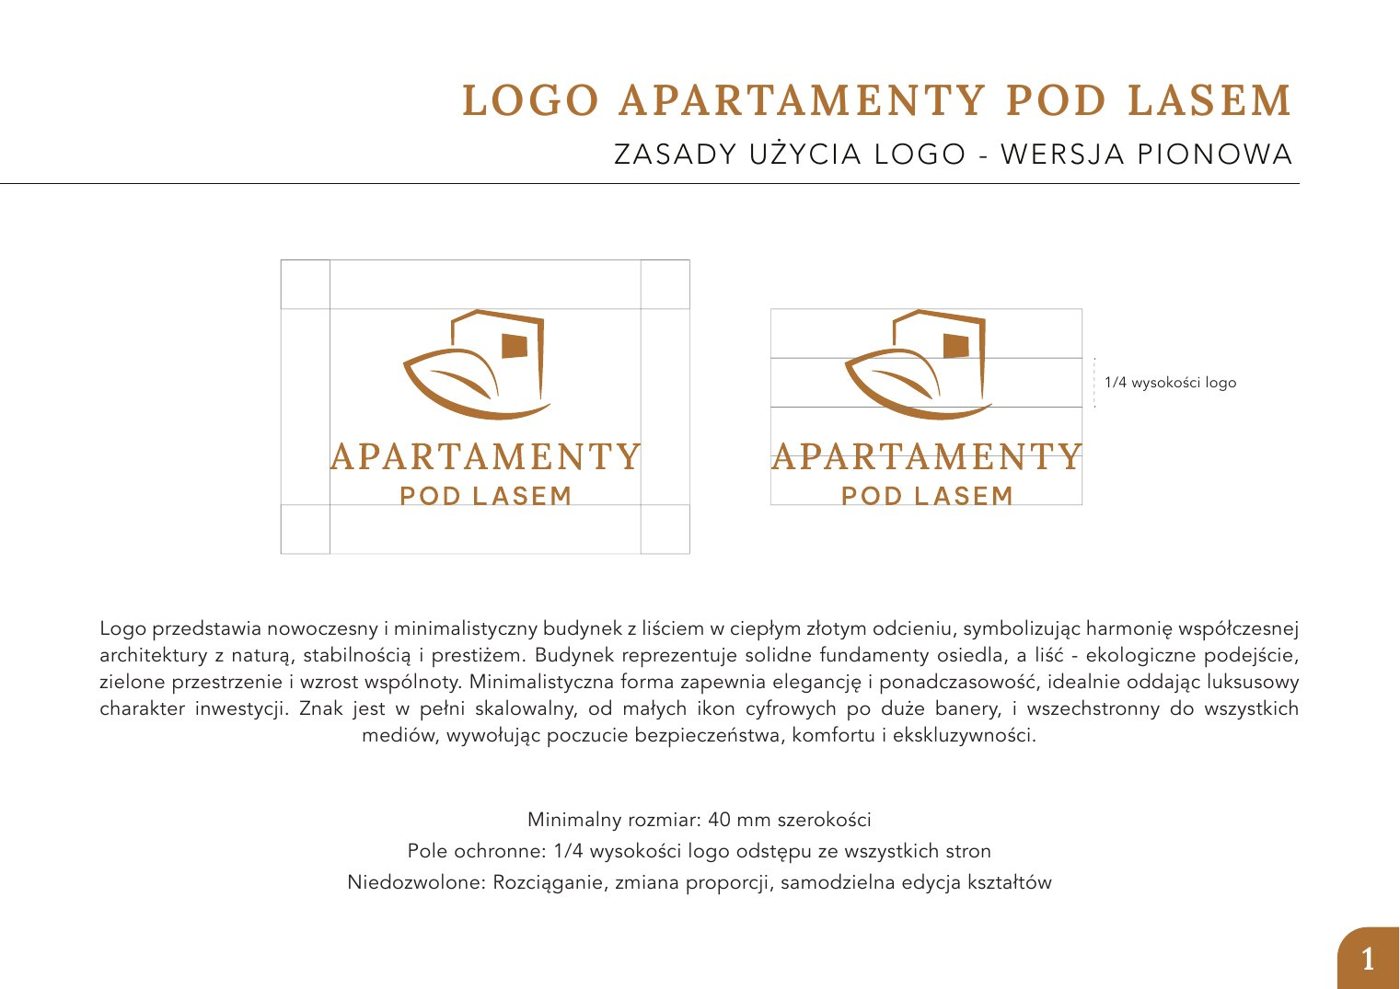 LOGO APARTAMENTY POD LASEM
ZASADY UŻYCIA LOGO - WERSJA PIONOWA
APARTAMENTY
POD LASEM
APARTAMENTY
POD LASEM
1/4 wysokości logo
Logo przedstawia nowoczesny i minimalistyczny budynek z liściem w ciepłym złotym odcieniu, symbolizując harmonię współczesnej
architektury z naturą, stabilnością i prestiżem. Budynek reprezentuje solidne fundamenty osiedla, a liść - ekologiczne podejście,
zielone przestrzenie i wzrost wspólnoty. Minimalistyczna forma zapewnia elegancję i ponadczasowość, idealnie oddając luksusowy
charakter inwestycji. Znak jest w pełni skalowalny, od małych ikon cyfrowych po duże banery, i wszechstronny do wszystkich
mediów, wywołując poczucie bezpieczeństwa, komfortu i ekskluzywności.
Minimalny rozmiar: 40 mm szerokości
Pole ochronne: 1/4 wysokości logo odstępu ze wszystkich stron
Niedozwolone: Rozciąganie, zmiana proporcji, samodzielna edycja kształtów
1